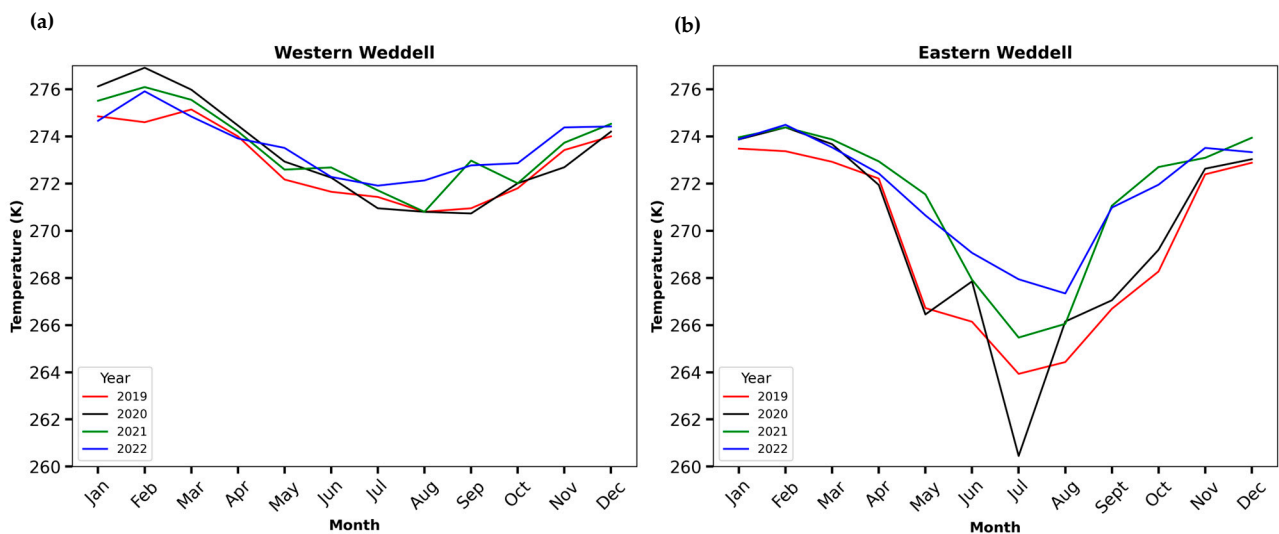 (a)
Western Weddell
276
274
272
270
268
266
264
262
260
Temperature (K)
Year
2019
2020
2021
2022
Jan
Feb
Mar
Apr
May
Jun
Jul
Aug
Sep
Oct
Nov
Dec
Month
(b)
Eastern Weddell
276
274
272
270
268
266
264
262
260
Temperature (K)
Year
2019
2020
2021
2022
Jan
Feb
Mar
Apr
May
Jun
Jul
Aug
Sept
Oct
Nov
Dec
Month